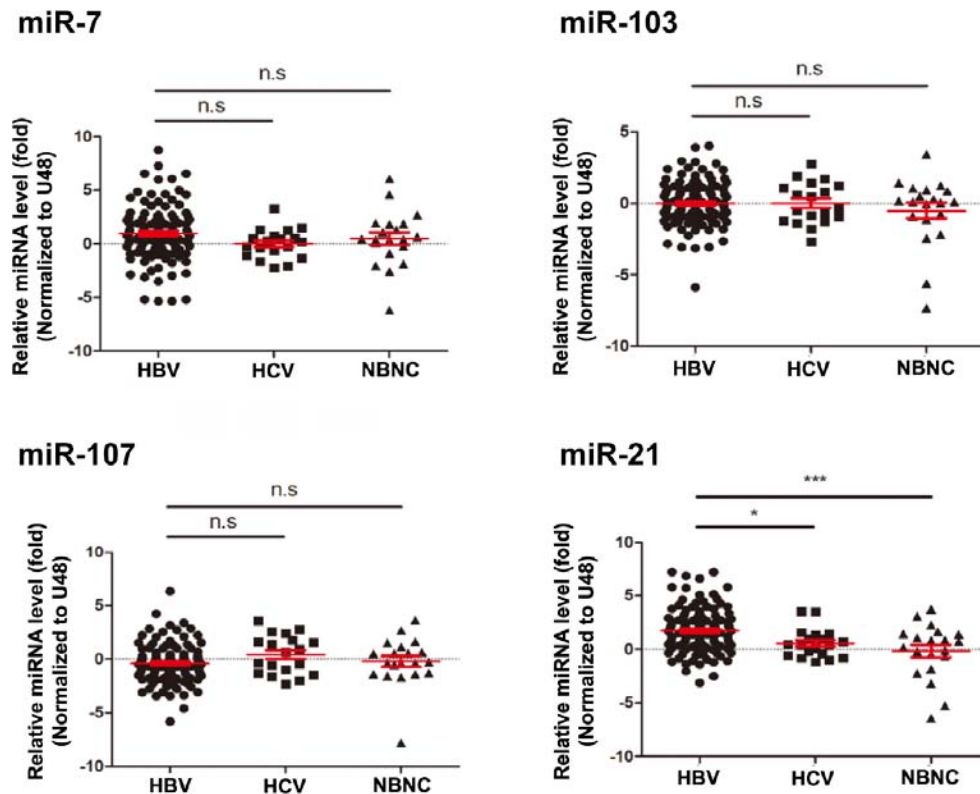 miR-7
n.s
n.s
Relative miRNA level (fold)
(Normalized to U48)
10
5
0
-5
-10
HBV HCV NBNC
miR-103
n.s
n.s
Relative miRNA level (fold)
(Normalized to U48)
5
0
-5
-10
HBV HCV NBNC
miR-107
n.s
n.s
Relative miRNA level (fold)
(Normalized to U48)
10
5
0
-5
-10
HBV HCV NBNC
miR-21
***
*
Relative miRNA level (fold)
(Normalized to U48)
10
5
0
-5
-10
HBV HCV NBNC